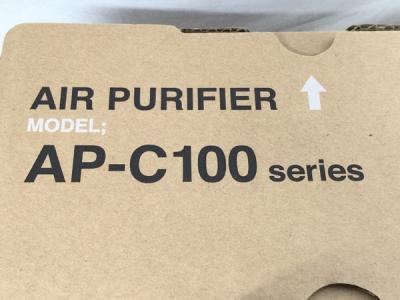 AIR PURIFIER
MODEL;
AP-C100 series